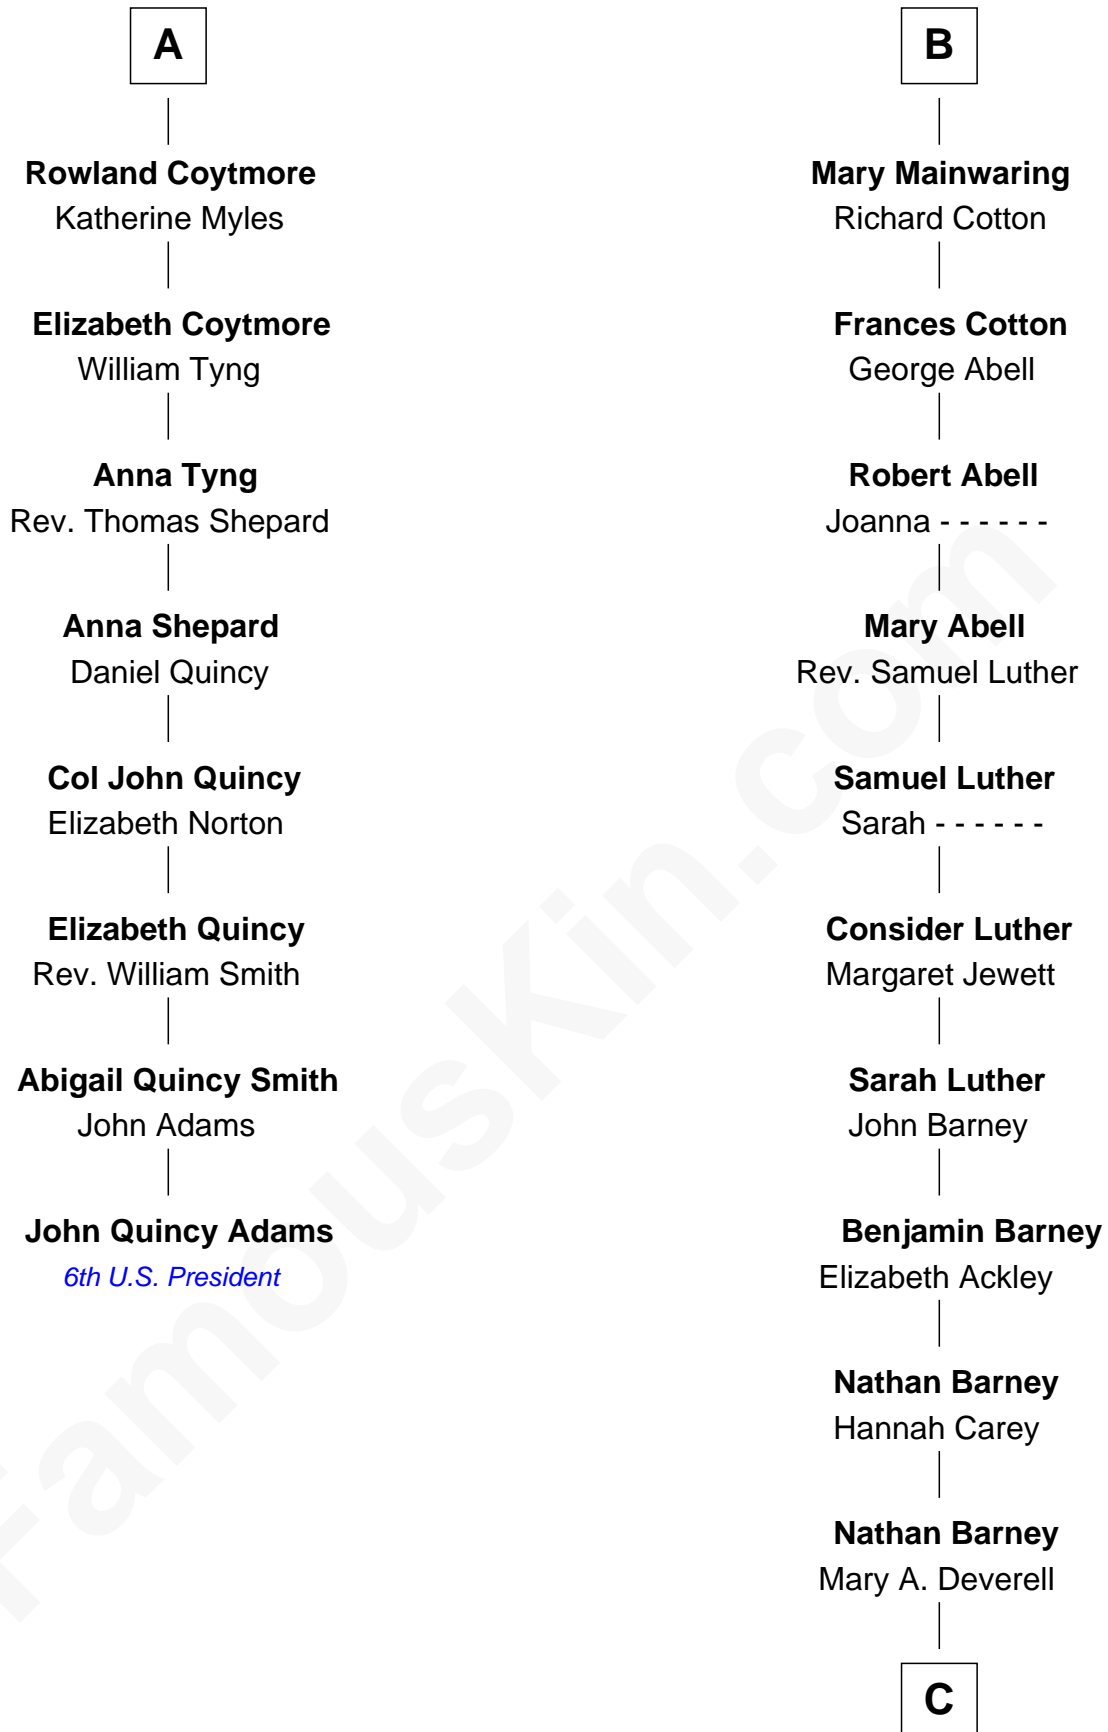 A
Rowland Coytmore
Katherine Myles
Elizabeth Coytmore
William Tyng
Anna Tyng
Rev. Thomas Shepard
Anna Shepard
Daniel Quincy
Col John Quincy
Elizabeth Norton
Elizabeth Quincy
Rev. William Smith
Abigail Quincy Smith
John Adams
John Quincy Adams
6th U.S. President
B
Mary Mainwaring
Richard Cotton
Frances Cotton
George Abell
Robert Abell
Joanna - - - - - -
Mary Abell
Rev. Samuel Luther
Samuel Luther
Sarah - - - - - -
Consider Luther
Margaret Jewett
Sarah Luther
John Barney
Benjamin Barney
Elizabeth Ackley
Nathan Barney
Hannah Carey
Nathan Barney
Mary A. Deverell
C
FamousKin.com